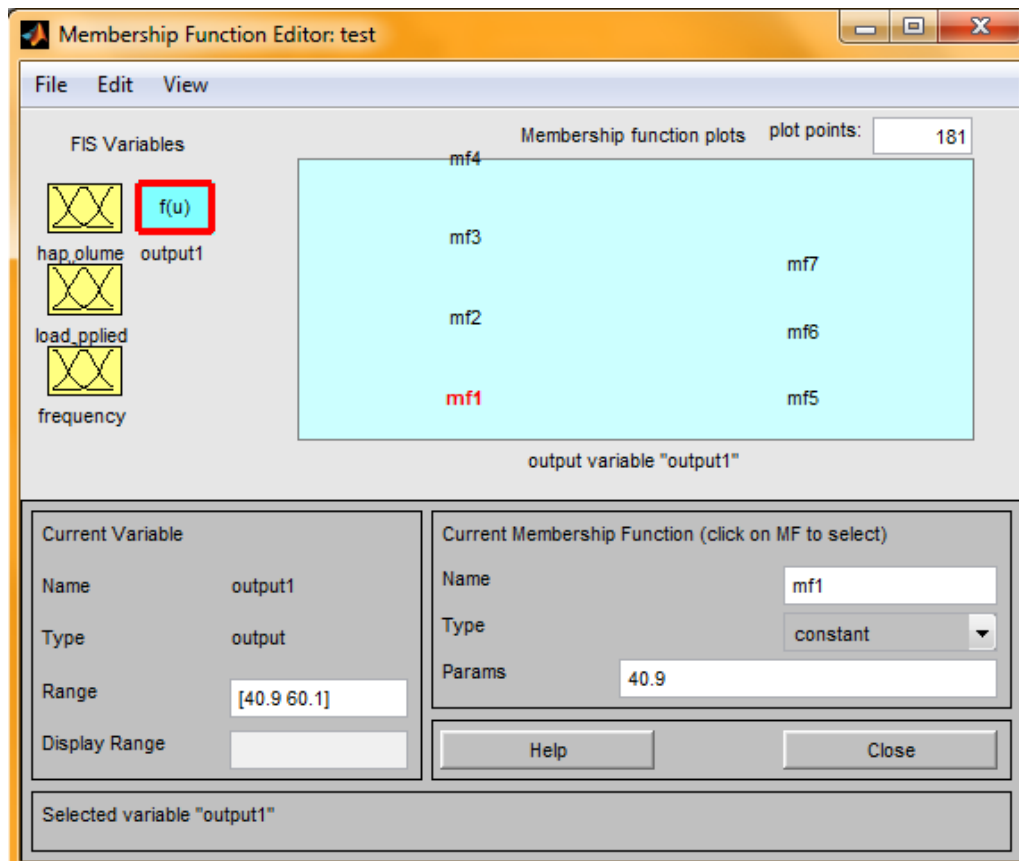 Membership Function Editor: test
File Edit View
FIS Variables
Membership function plots plot points: 181
f(u)
hap_olume output1
load_pplied
frequency
mf4
mf3
mf2
mf1
mf7
mf6
mf5
output variable "output1"
Current Variable
Name output1
Type output
Range [40.9 60.1]
Display Range
Current Membership Function (click on MF to select)
Name mf1
Type constant
Params 40.9
Help Close
Selected variable "output1"